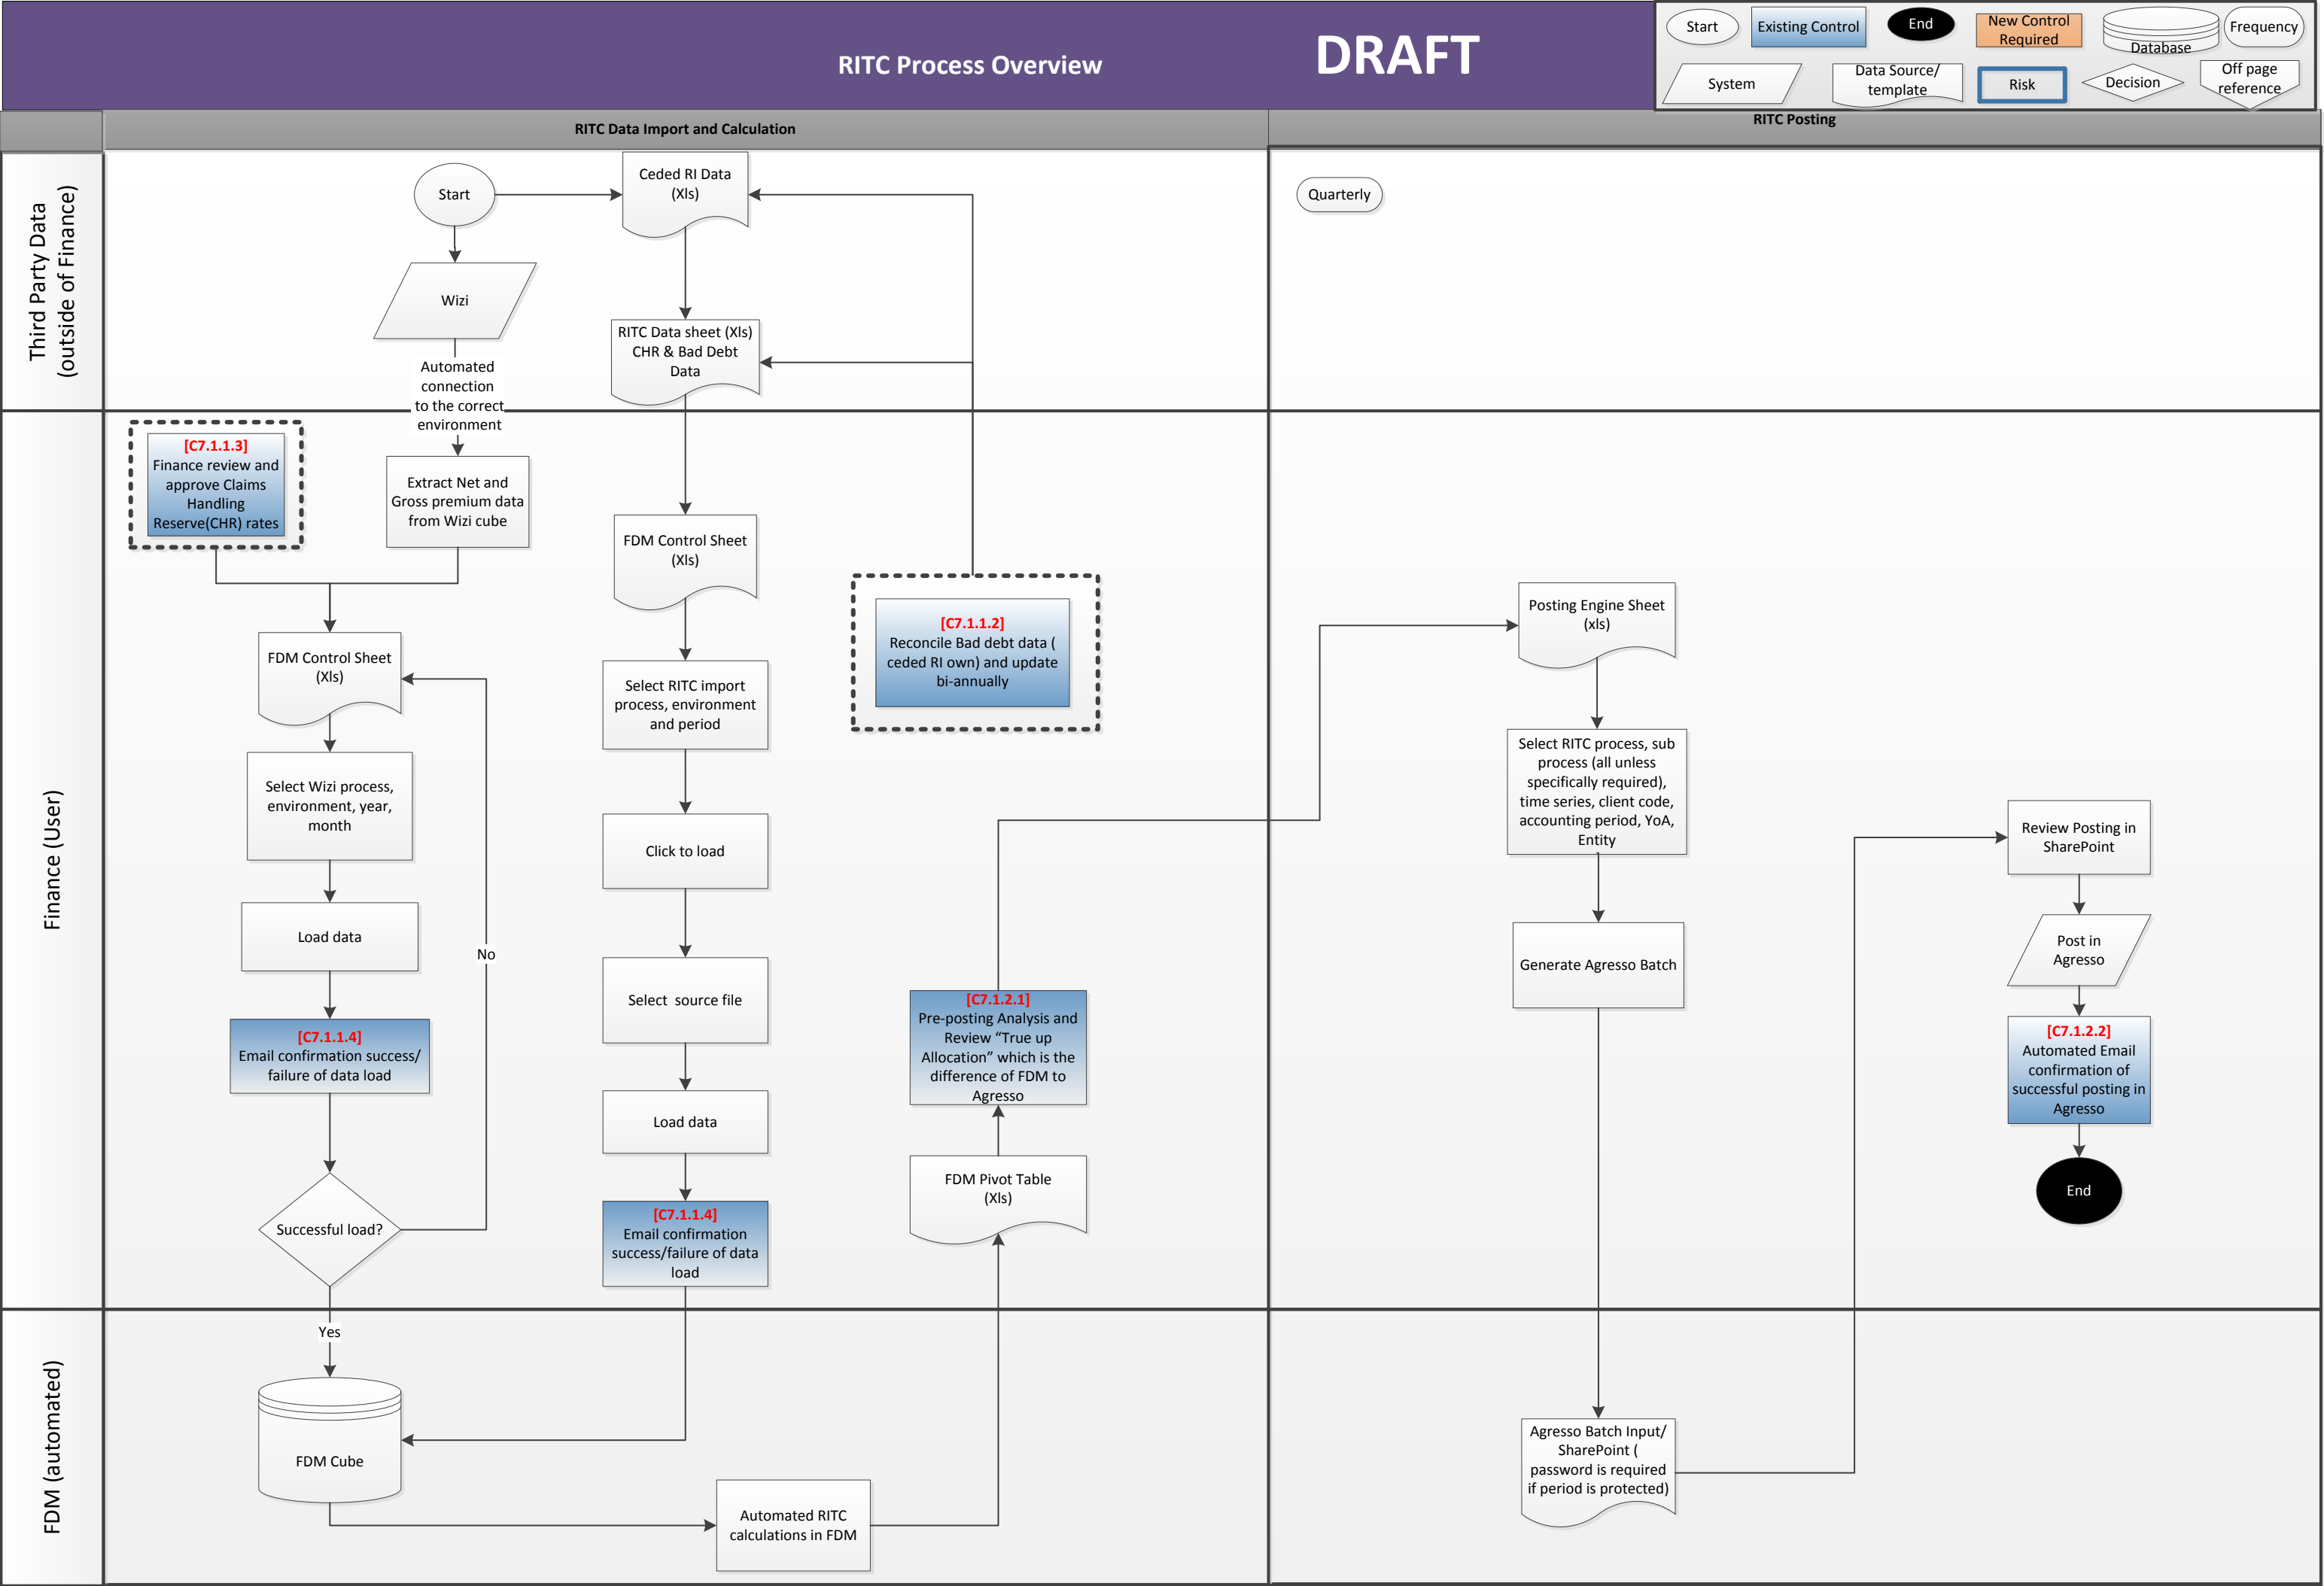 RITC Process Overview
DRAFT
Start
Existing Control
End
New Control
Required
Database
Frequency
System
Data Source/
template
Risk
Decision
Off page
reference
RITC Data Import and Calculation
RITC Posting
Third Party Data
(outside of Finance)
Start
Ceded RI Data
(Xls)
Quarterly
Wizi
RITC Data sheet (Xls)
CHR & Bad Debt
Data
Automated
connection
to the correct
environment
Finance (User)
[C7.1.1.3]
Finance review and
approve Claims
Handling
Reserve(CHR) rates
Extract Net and
Gross premium data
from Wizi cube
FDM Control Sheet
(Xls)
Select Wizi process,
environment, year,
month
Load data
[C7.1.1.4]
Email confirmation success/
failure of data load
Successful load?
No
Yes
FDM Control Sheet
(Xls)
Select RITC import
process, environment
and period
Click to load
Select  source file
Load data
[C7.1.1.4]
Email confirmation
success/failure of data
load
[C7.1.1.2]
Reconcile Bad debt data (
ceded RI own) and update
bi-annually
[C7.1.2.1]
Pre-posting Analysis and
Review “True up
Allocation” which is the
difference of FDM to
Agresso
FDM Pivot Table
(Xls)
Posting Engine Sheet
(xls)
Select RITC process, sub
process (all unless
specifically required),
time series, client code,
accounting period, YoA,
Entity
Generate Agresso Batch
Review Posting in
SharePoint
Post in
Agresso
[C7.1.2.2]
Automated Email
confirmation of
successful posting in
Agresso
End
FDM (automated)
FDM Cube
Automated RITC
calculations in FDM
Agresso Batch Input/
SharePoint (
password is required
if period is protected)